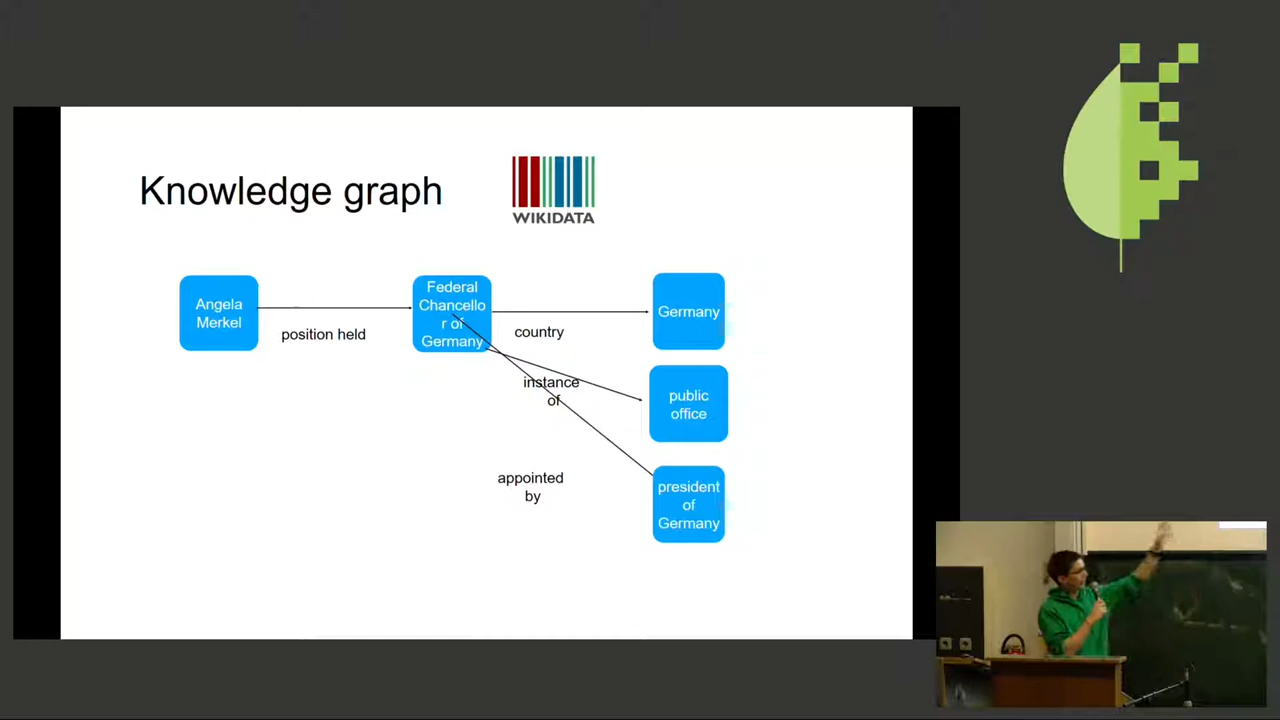 Knowledge graph
WIKIDATA
Angela
Merkel
position held
Federal
Chancello
r of
Germany
country
Germany
instance
of
public
office
appointed
by
president
of
Germany